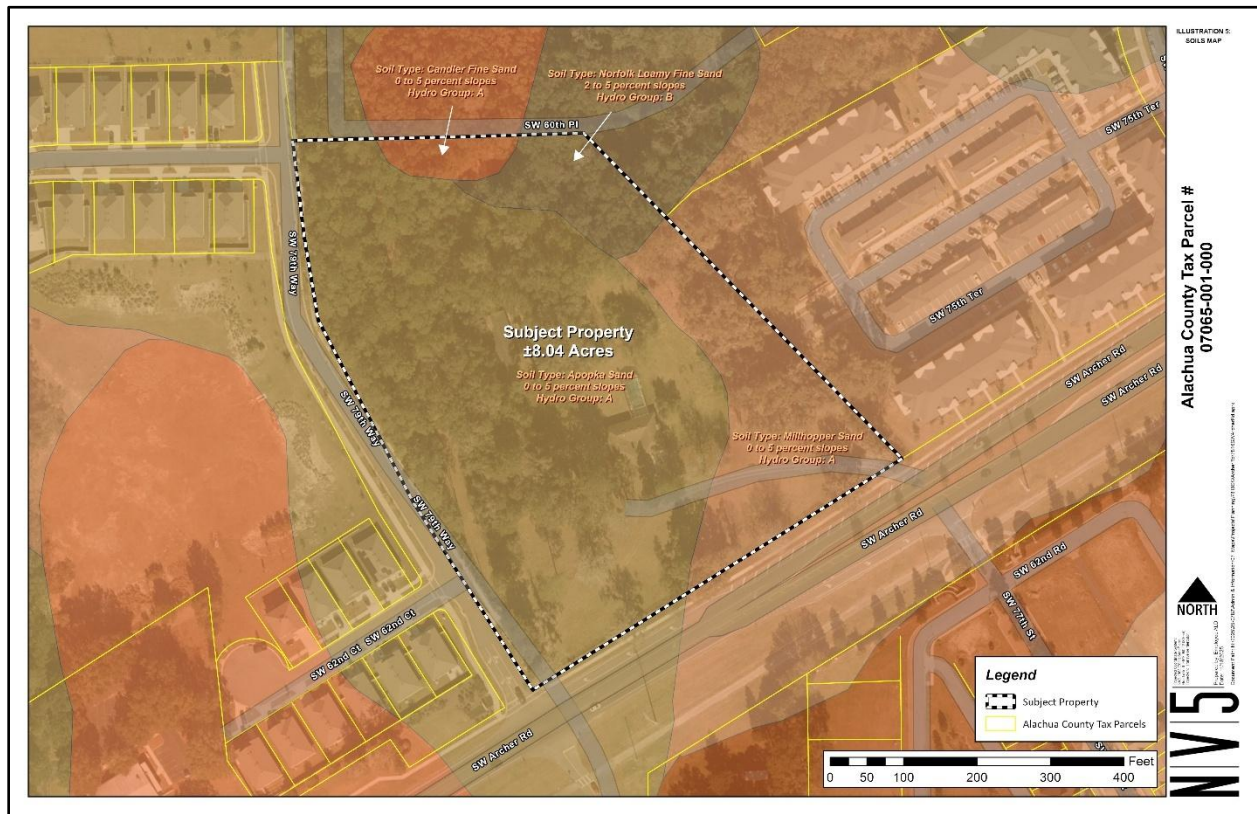 ILLUSTRATION 5:
SOILS MAP
Soil Type: Candler Fine Sand
0 to 5 percent slopes
Hydro Group: A
Soil Type: Norfolk Loamy Fine Sand
2 to 5 percent slopes
Hydro Group: B
SW 60th Pl
SW 75th Ter
SW 75th Ter
SW 79th Way
Subject Property
±8.04 Acres
Soil Type: Apopka Sand
0 to 5 percent slopes
Hydro Group: A
SW Archer Rd
SW Archer Rd
SW 79th Way
Soil Type: Millhopper Sand
0 to 5 percent slopes
Hydro Group: A
SW 79th Way
SW Archer Rd
SW 62nd Rd
SW 77th St
SW 62nd Ct SW 62nd Ct
SW Archer Rd
Alachua County Tax Parcel #
07065-001-000
NORTH
NV5
Legend
Subject Property
Alachua County Tax Parcels
Feet
0 50 100 200 300 400